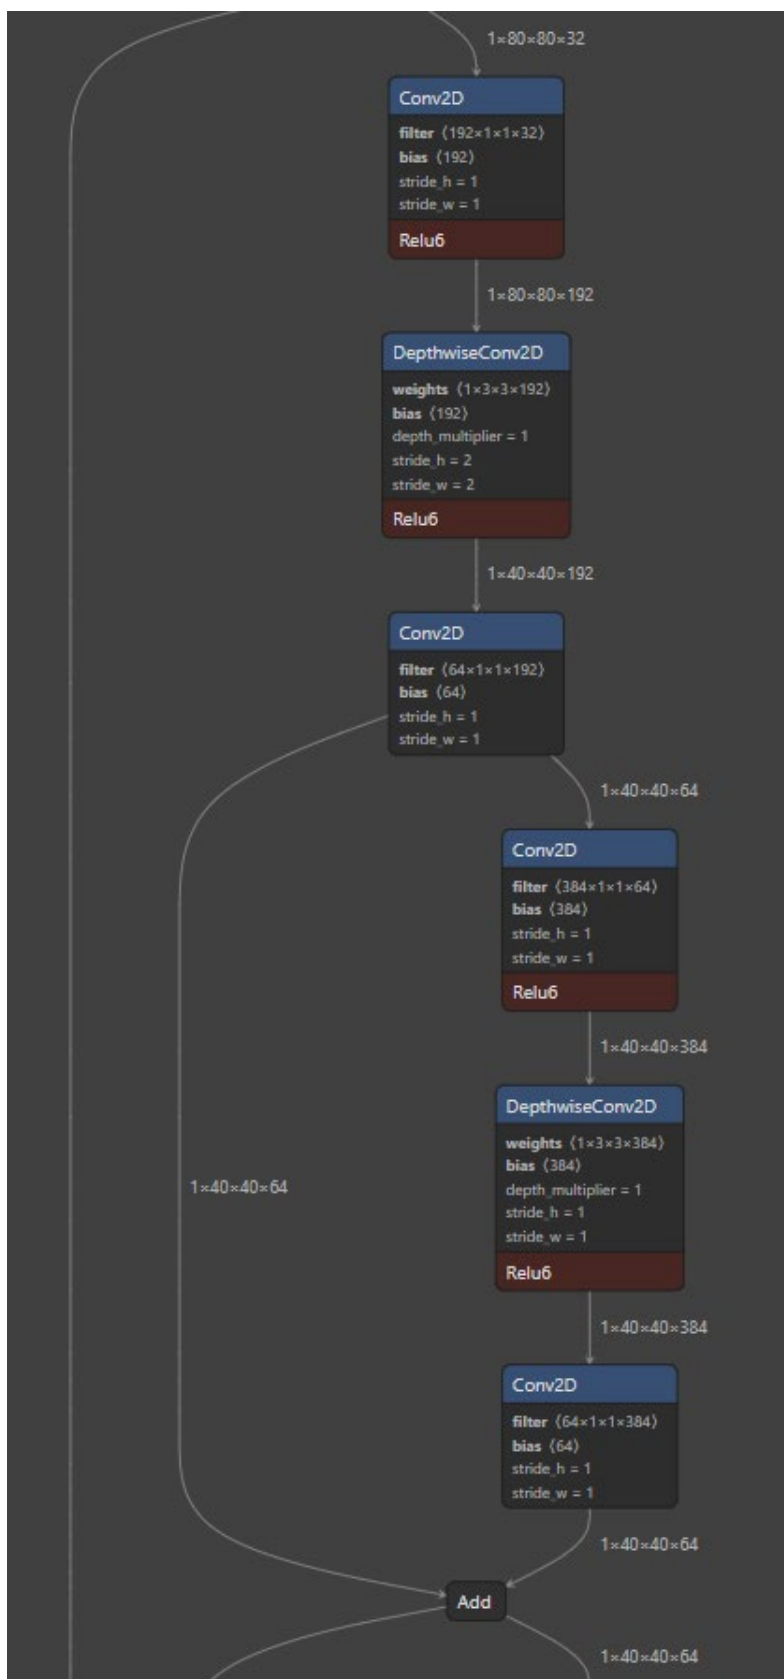 1×80×80×32
Conv2D
filter ⟨192×1×1×32⟩
bias ⟨192⟩
stride_h = 1
stride_w = 1
Relu6
1×80×80×192
DepthwiseConv2D
weights ⟨1×3×3×192⟩
bias ⟨192⟩
depth_multiplier = 1
stride_h = 2
stride_w = 2
Relu6
1×40×40×192
Conv2D
filter ⟨64×1×1×192⟩
bias ⟨64⟩
stride_h = 1
stride_w = 1
1×40×40×64
Conv2D
filter ⟨384×1×1×64⟩
bias ⟨384⟩
stride_h = 1
stride_w = 1
Relu6
1×40×40×384
DepthwiseConv2D
weights ⟨1×3×3×384⟩
bias ⟨384⟩
depth_multiplier = 1
stride_h = 1
stride_w = 1
Relu6
1×40×40×64
1×40×40×384
Conv2D
filter ⟨64×1×1×384⟩
bias ⟨64⟩
stride_h = 1
stride_w = 1
1×40×40×64
Add
1×40×40×64